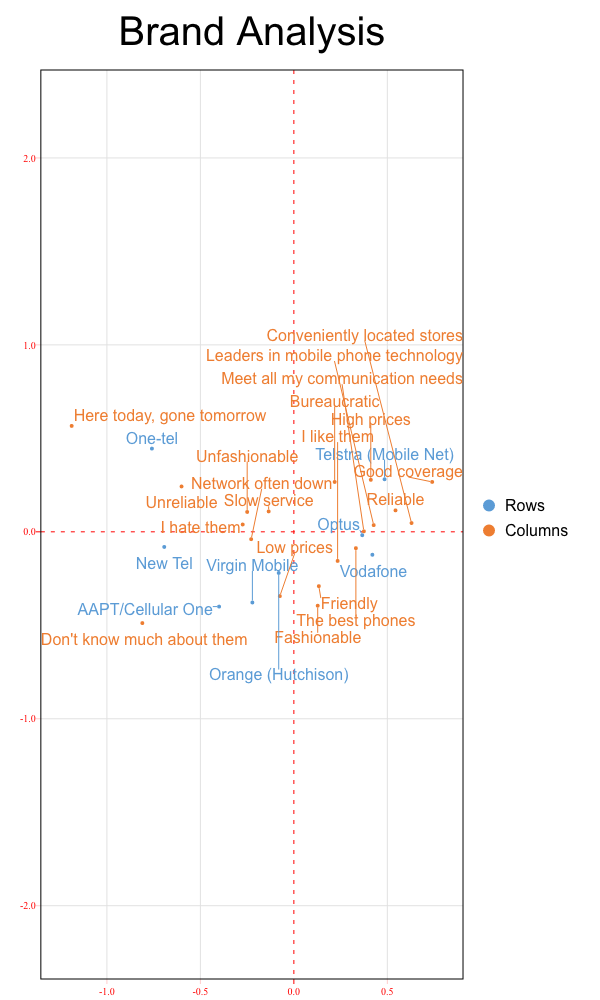 Brand Analysis
2.0
1.0
0.0
-1.0
-2.0
Conveniently located stores
Leaders in mobile phone technology
Meet all my communication needs
Bureaucratic
Here today, gone tomorrow
High prices
One-tel
I like them
Unfashionable
Telstra (Mobile Net)
Good coverage
Network often down
Unreliable
Slow service
Reliable
I hate them
Optus
Low prices
New Tel
Virgin Mobile
Vodafone
AAPT/Cellular One
Friendly
The best phones
Don't know much about them
Fashionable
Orange (Hutchison)
Rows
Columns
-1.0
-0.5
0.0
0.5